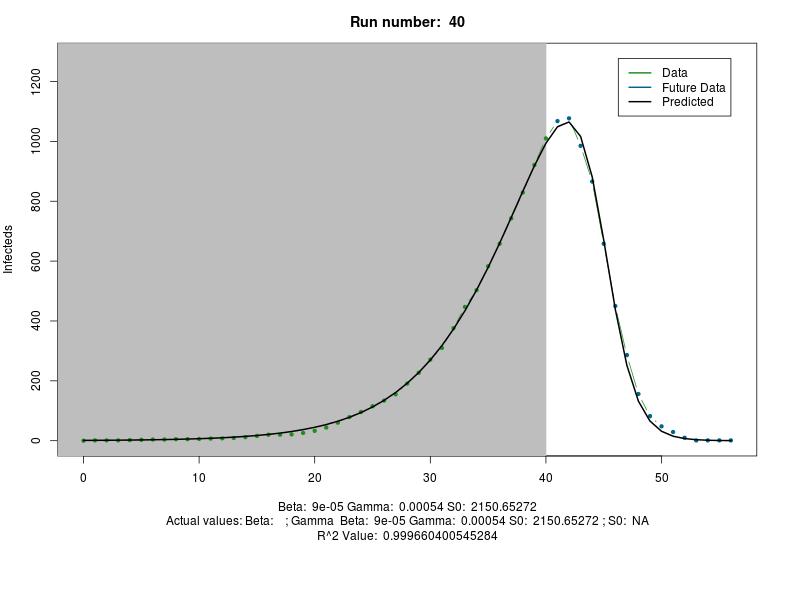 Run number: 40
Infecteds
1200
1000
800
600
400
200
0
Data
Future Data
Predicted
0 10 20 30 40 50
Beta: 9e-05 Gamma: 0.00054 S0: 2150.65272
Actual values: Beta: ; Gamma Beta: 9e-05 Gamma: 0.00054 S0: 2150.65272 ; S0: NA
R^2 Value: 0.999660400545284